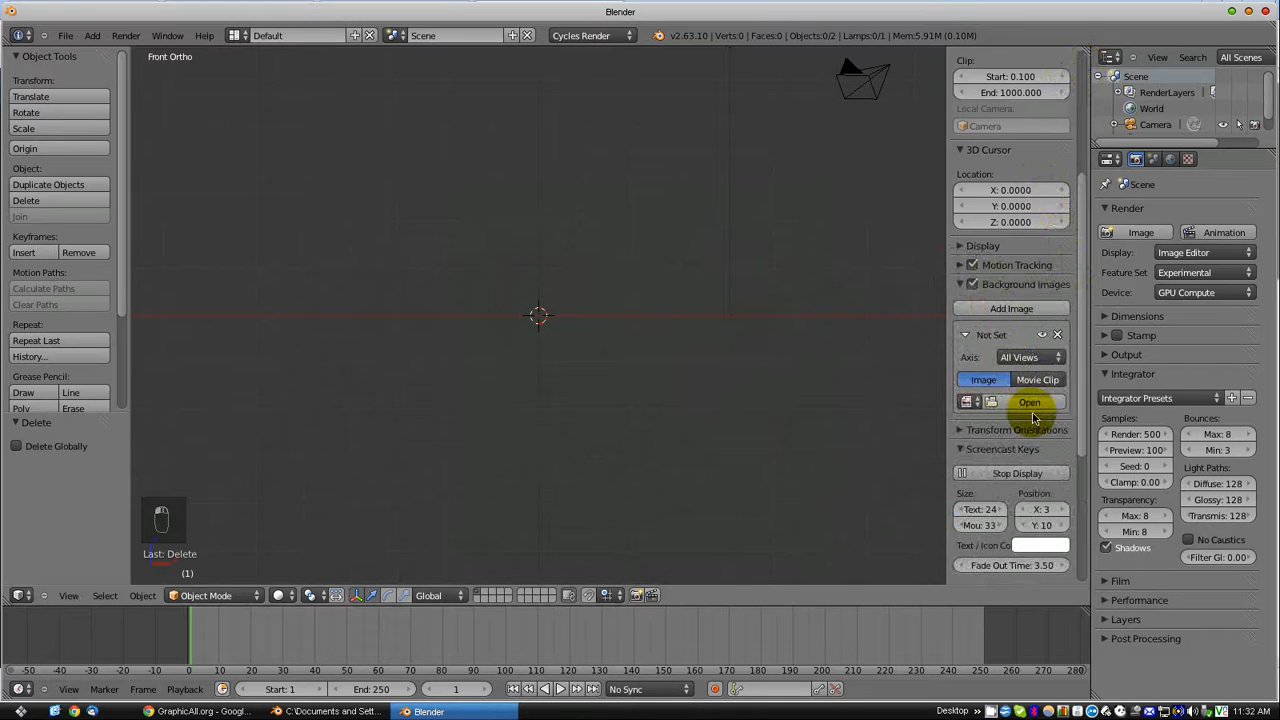 Blender
File Add Render Window Help Default Scene Cycles Render v2.63.10 | Verts:0 | Faces:0 | Objects:0/2 | Lamps:0/1 | Mem:5.91M (0.10M)
Object Tools
Transform:
Translate
Rotate
Scale
Origin
Object:
Duplicate Objects
Delete
Join
Keyframes:
Insert Remove
Motion Paths:
Calculate Paths
Clear Paths
Repeat:
Repeat Last
History...
Grease Pencil:
Draw Line
Poly Erase
Delete
Delete Globally
Front Ortho
Last: Delete
(1)
Clip:
Start: 0.100
End: 1000.000
Local Camera:
Camera
3D Cursor
Location:
X: 0.0000
Y: 0.0000
Z: 0.0000
Display
Motion Tracking
Background Images
Add Image
Not Set
Axis: All Views
Image Movie Clip
Open
Transform Orientations
Screencast Keys
Stop Display
Size: Position:
Text: 24 X: 3
Mou: 33 Y: 10
Text / Icon Co
Fade Out Time: 3.50
View Search All Scenes
Scene
RenderLayers
World
Camera
Scene
Render
Image Animation
Display: Image Editor
Feature Set Experimental
Device: GPU Compute
Dimensions
Stamp
Output
Integrator
Integrator Presets
Samples: Bounces:
Render: 500 Max: 8
Preview: 100 Min: 3
Seed: 0 Light Paths:
Clamp: 0.00 Diffuse: 128
Transparency: Glossy: 128
Max: 8 Transmis: 128
Min: 8 No Caustics
Shadows Filter Gl: 0.00
Film
Performance
Layers
Post Processing
View Select Object Object Mode Global
-50 -40 -30 -20 -10 0 10 20 30 40 50 60 70 80 90 100 110 120 130 140 150 160 170 180 190 200 210 220 230 240 250 260 270 280
View Marker Frame Playback Start: 1 End: 250 1 No Sync
GraphicAll.org - Googl... C:\Documents and Sett... Blender Desktop » 11:32 AM